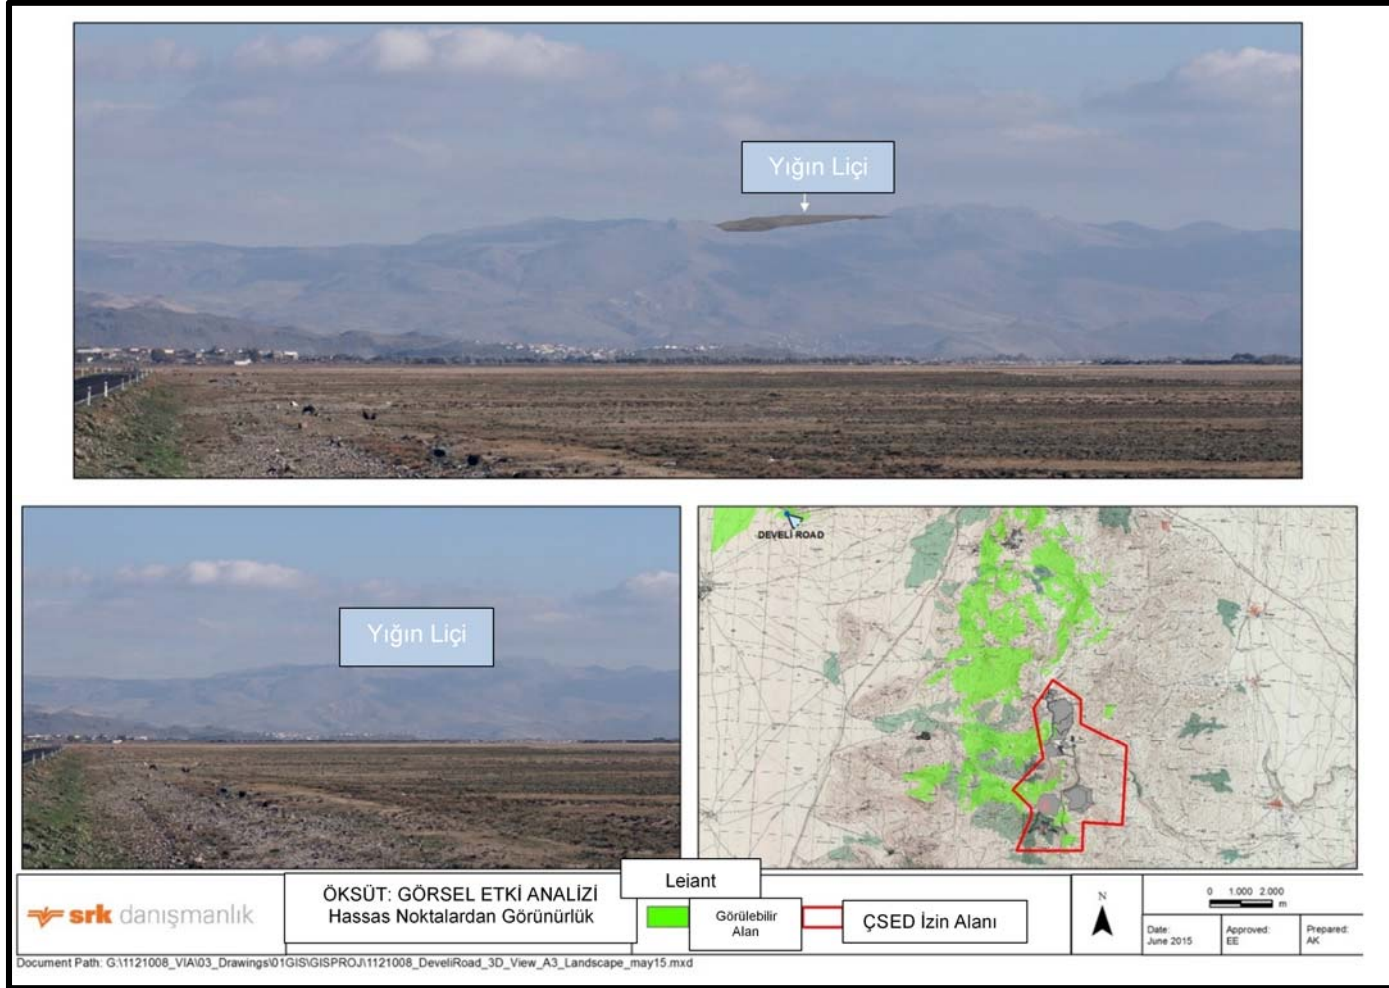 Yığın Liçi
Yığın Liçi
DEVELİ ROAD
srk danışmanlık
ÖKSÜT: GÖRSEL ETKİ ANALİZİ
Hassas Noktalardan Görünürlük
Lejant
Görülebilir
Alan
ÇSED İzin Alanı
N
0 1.000 2.000
m
Date:
June 2015
Approved:
EE
Prepared:
AK
Document Path: G:\1121008_VIA\03_Drawings\01GIS\GISPROJ\1121008_DeveliRoad_3D_View_A3_Landscape_may15.mxd